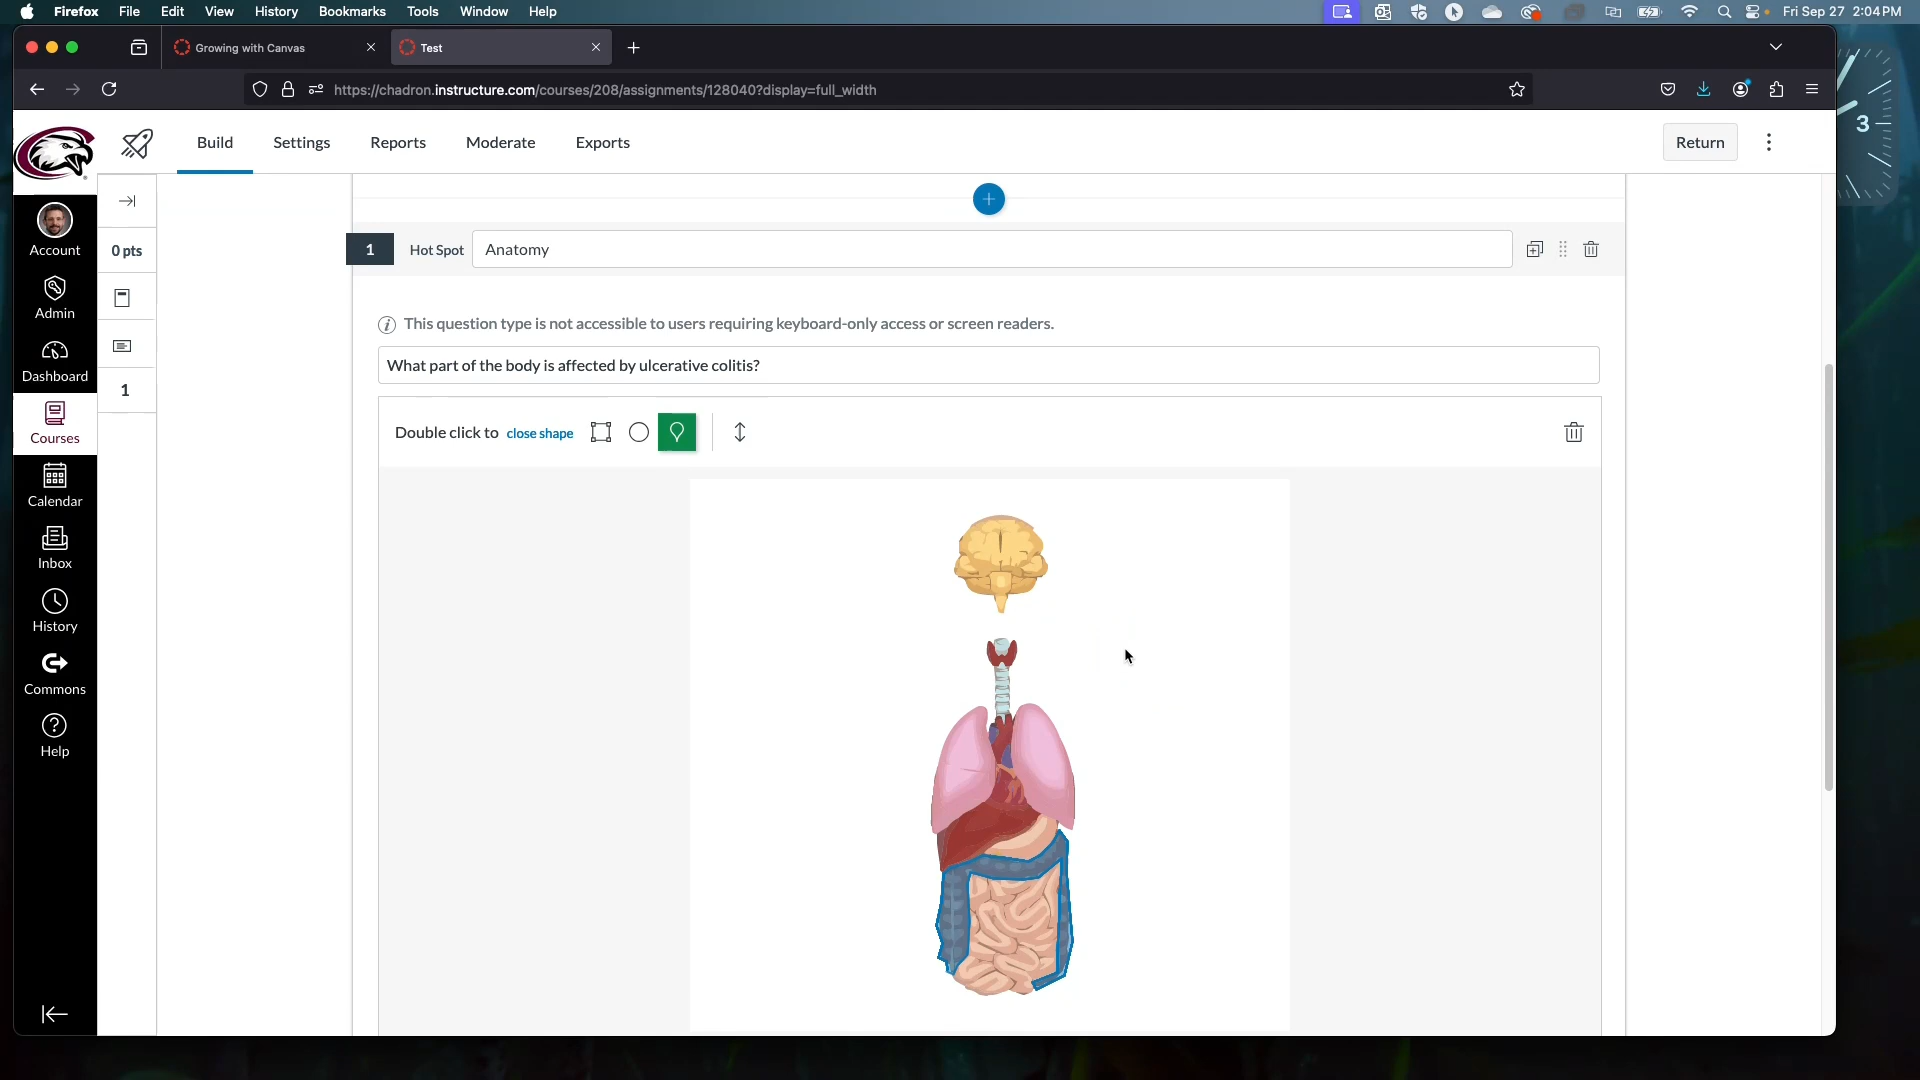 Firefox File Edit View History Bookmarks Tools Window Help Fri Sep 27 2:04 PM
Growing with Canvas Test
https://chadron.instructure.com/courses/208/assignments/128040?display=full_width
3
Build Settings Reports Moderate Exports Return
Account
Admin
Dashboard
Courses
Calendar
Inbox
History
Commons
Help
0 pts
1
1 Hot Spot Anatomy
This question type is not accessible to users requiring keyboard-only access or screen readers.
What part of the body is affected by ulcerative colitis?
Double click to close shape